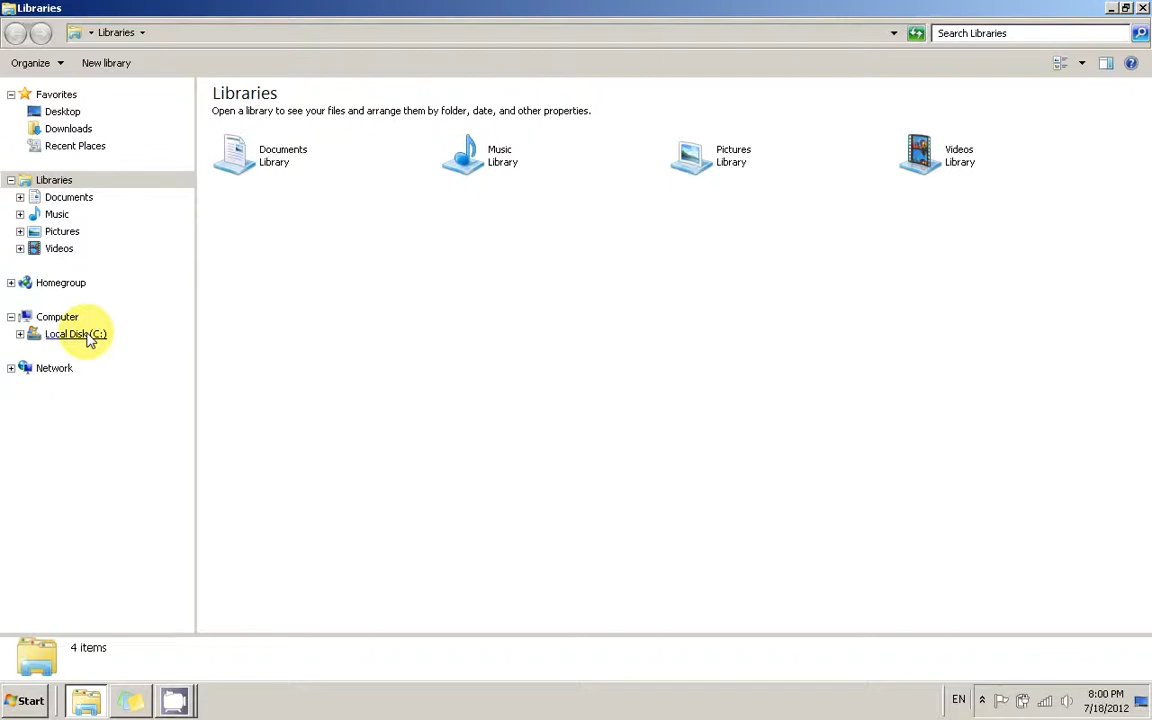 Libraries
Libraries
Search Libraries
Organize
New library
Favorites
Desktop
Downloads
Recent Places
Libraries
Documents
Music
Pictures
Videos
Homegroup
Computer
Local Disk (C:)
Network
Libraries
Open a library to see your files and arrange them by folder, date, and other properties.
Documents
Library
Music
Library
Pictures
Library
Videos
Library
4 items
Start
EN
8:00 PM
7/18/2012